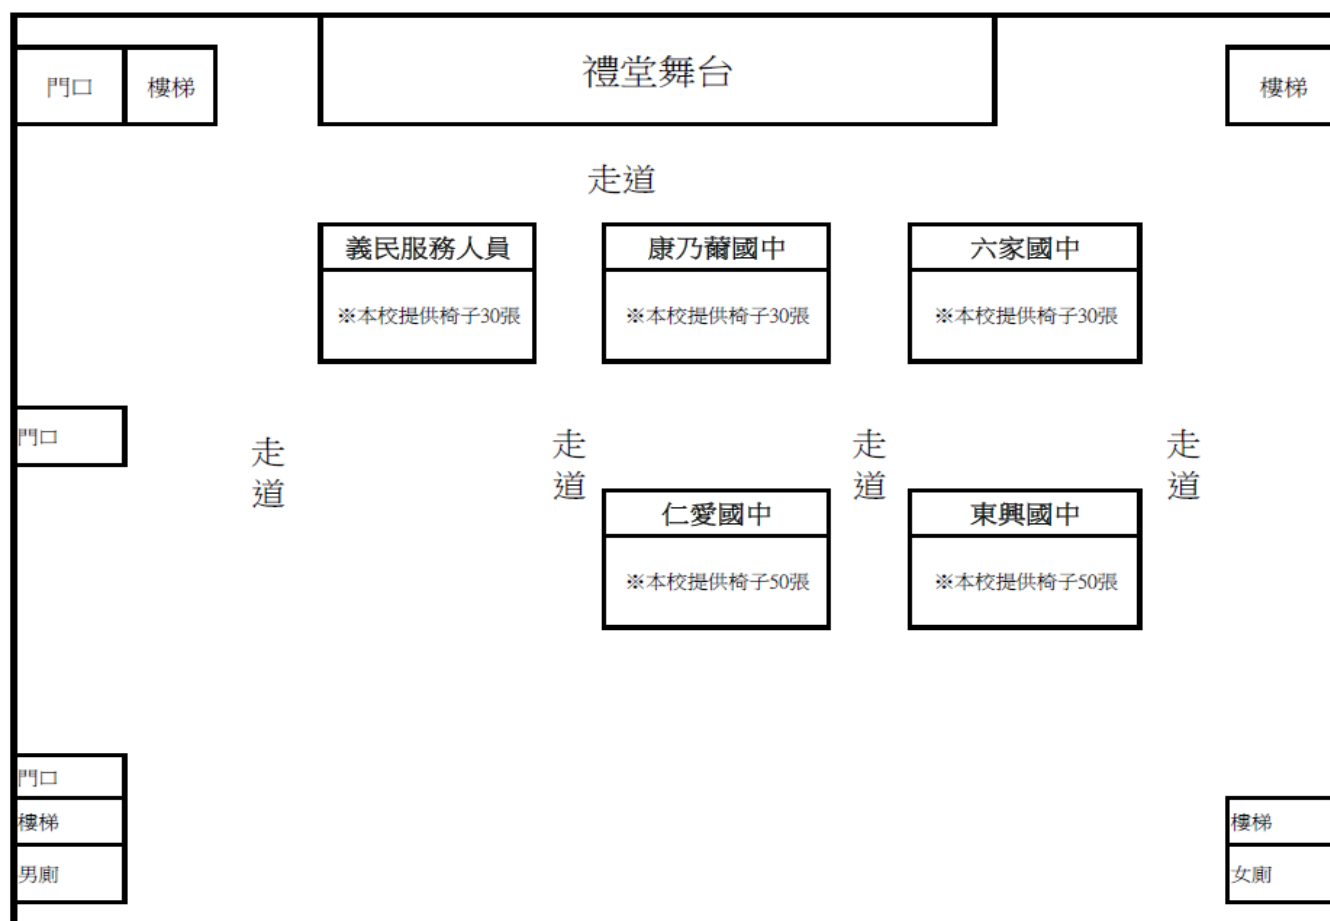 禮堂舞台
門口
樓梯
樓梯
走道
義民服務人員
康乃薾國中
六家國中
※本校提供椅子30張
※本校提供椅子30張
※本校提供椅子30張
門口
走道
走道
走道
走道
仁愛國中
東興國中
※本校提供椅子50張
※本校提供椅子50張
門口
樓梯
樓梯
男廁
女廁